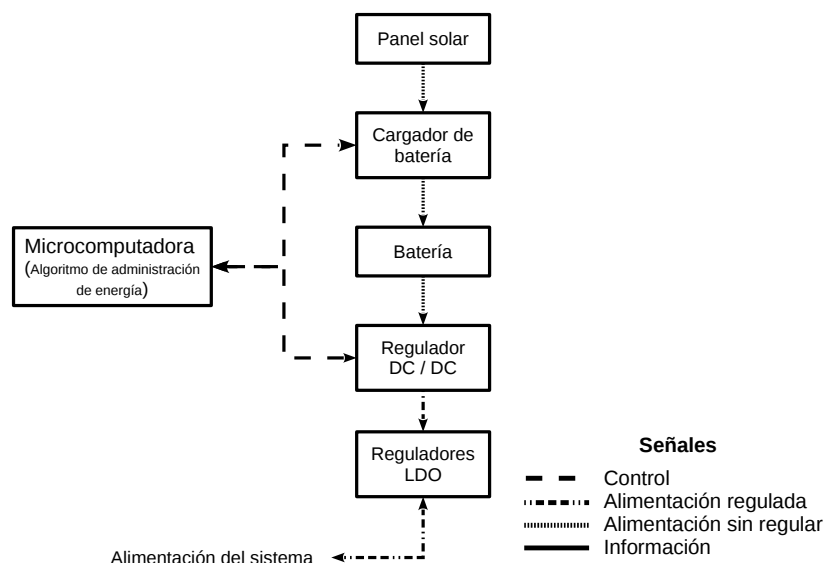 Panel solar
Cargador de
batería
Microcomputadora
(Algoritmo de administración
de energía)
Batería
Regulador
DC / DC
Reguladores
LDO
Alimentación del sistema
Señales
Control
Alimentación regulada
Alimentación sin regular
Información